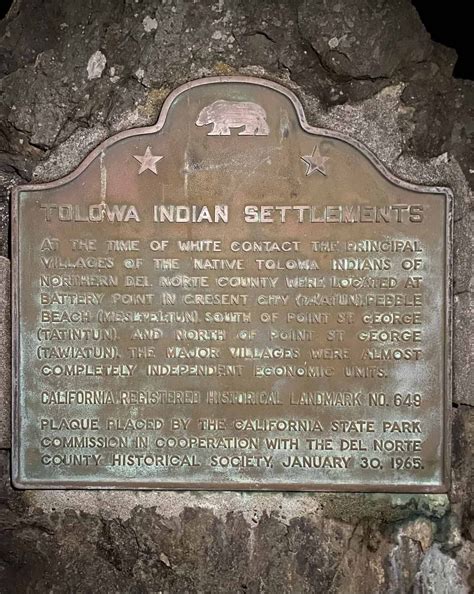 TOLOWA INDIAN SETTLEMENTS
AT THE TIME OF WHITE CONTACT THE PRINCIPAL
VILLAGES OF THE NATIVE TOLOWA INDIANS OF
NORTHERN DEL NORTE COUNTY WERE LOCATED AT
BATTERY POINT IN CRESENT CITY (TA'ATUN), PEBBLE
BEACH (MESLTELTUN), SOUTH OF POINT ST GEORGE
(TATINTUN), AND NORTH OF POINT ST GEORGE
(TAWIATUN). THE MAJOR VILLAGES WERE ALMOST
COMPLETELY INDEPENDENT ECONOMIC UNITS.
CALIFORNIA REGISTERED HISTORICAL LANDMARK NO. 649
PLAQUE PLACED BY THE CALIFORNIA STATE PARK
COMMISSION IN COOPERATION WITH THE DEL NORTE
COUNTY HISTORICAL SOCIETY, JANUARY 30, 1965.